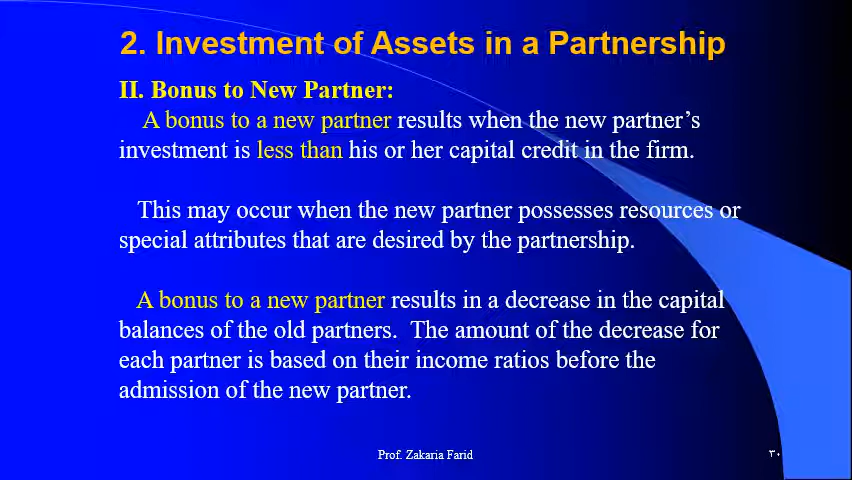 2. Investment of Assets in a Partnership
II. Bonus to New Partner:
A bonus to a new partner results when the new partner's
investment is less than his or her capital credit in the firm.
This may occur when the new partner possesses resources or
special attributes that are desired by the partnership.
A bonus to a new partner results in a decrease in the capital
balances of the old partners. The amount of the decrease for
each partner is based on their income ratios before the
admission of the new partner.
Prof. Zakaria Farid
٣٠